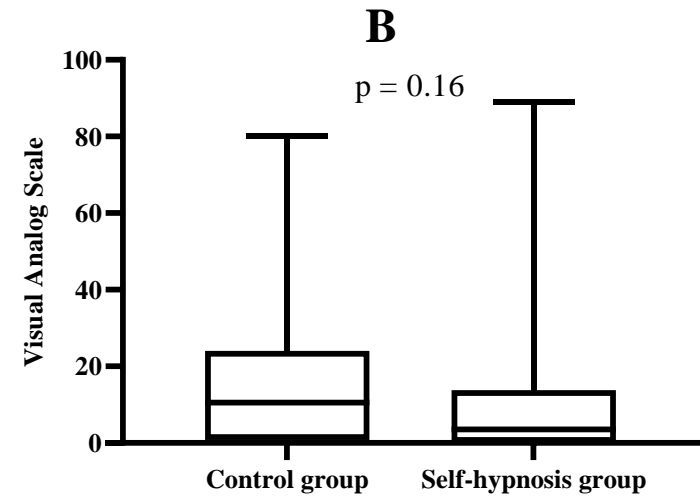 B
p = 0.16
Visual Analog Scale
100
80
60
40
20
0
Control group
Self-hypnosis group